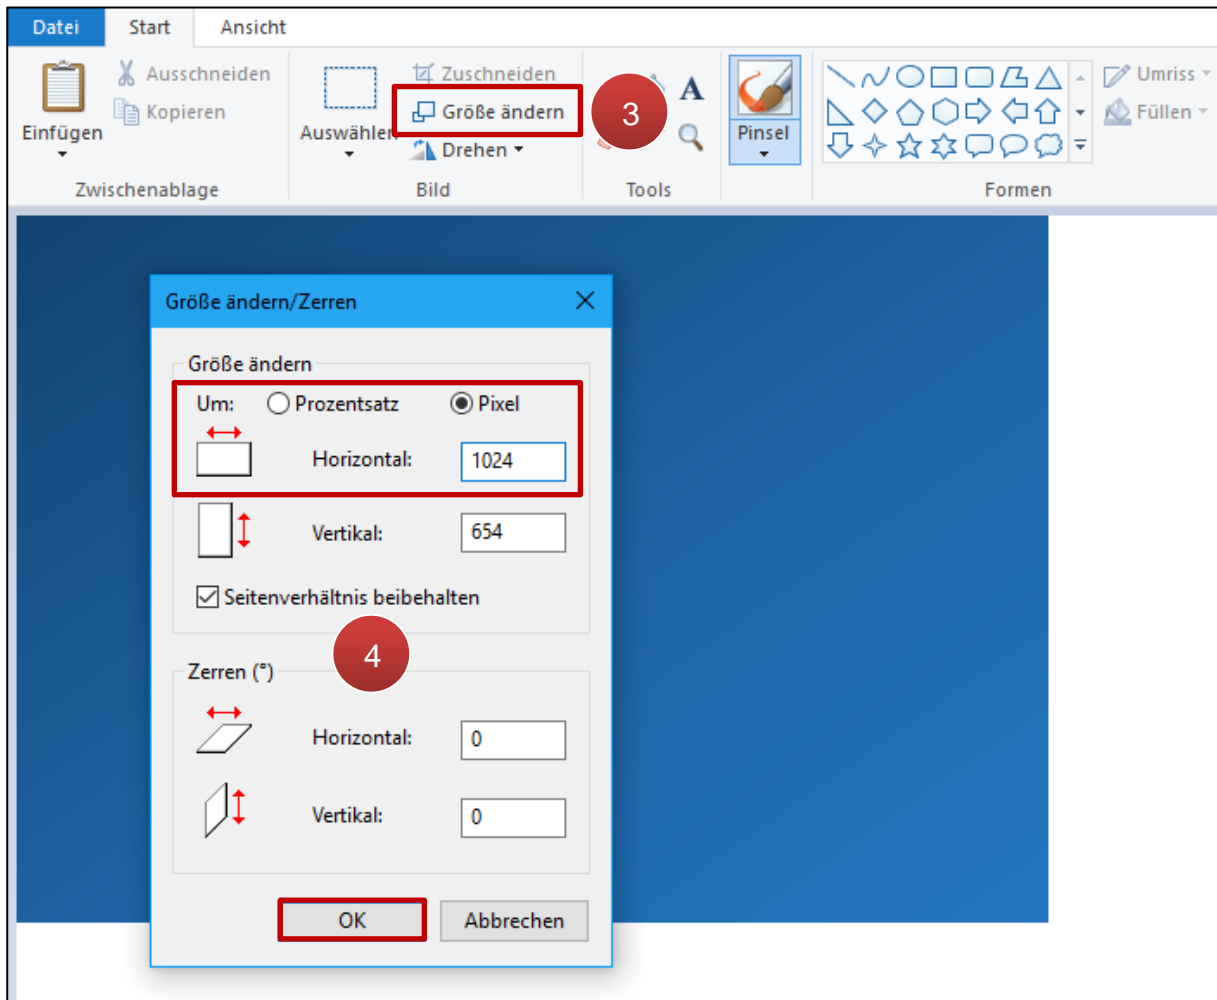 Datei Start Ansicht
Ausschneiden
Zuschneiden
Umriss
Kopieren
Größe ändern
3
A
Füllen
Einfügen
Auswählen
Drehen
Pinsel
Zwischenablage
Bild
Tools
Formen
Größe ändern/Zerren
Größe ändern
Um: Prozentsatz Pixel
Horizontal: 1024
Vertikal: 654
Seitenverhältnis beibehalten
4
Zerren (°)
Horizontal: 0
Vertikal: 0
OK Abbrechen